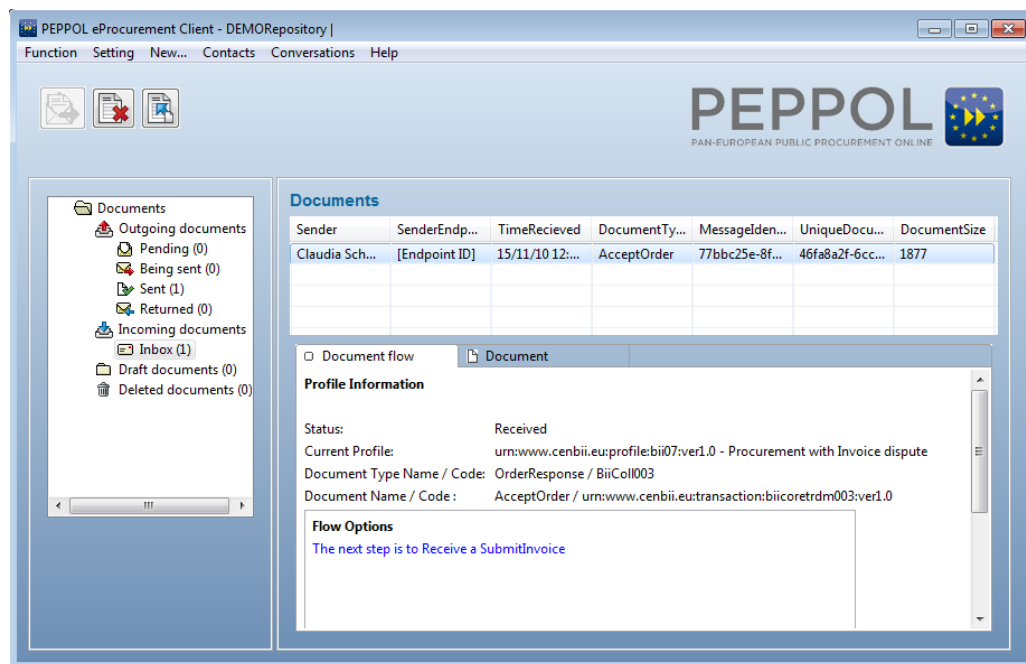 PEPPOL eProcurement Client - DEMORepository |
Function Setting New... Contacts Conversations Help
PEPPOL
PAN-EUROPEAN PUBLIC PROCUREMENT ONLINE
Documents
Outgoing documents
Pending (0)
Being sent (0)
Sent (1)
Returned (0)
Incoming documents
Inbox (1)
Draft documents (0)
Deleted documents (0)
Documents
Sender SenderEndp... TimeRecieved DocumentTy... MessageIden... UniqueDocu... DocumentSize
Claudia Sch... [Endpoint ID] 15/11/10 12:... AcceptOrder 77bbc25e-8f... 46fa8a2f-6cc... 1877
Document flow Document
Profile Information
Status: Received
Current Profile: urn:www.cenbii.eu:profile:bii07:ver1.0 - Procurement with Invoice dispute
Document Type Name / Code: OrderResponse / BiiColl003
Document Name / Code : AcceptOrder / urn:www.cenbii.eu:transaction:biicoretrdm003:ver1.0
Flow Options
The next step is to Receive a SubmitInvoice